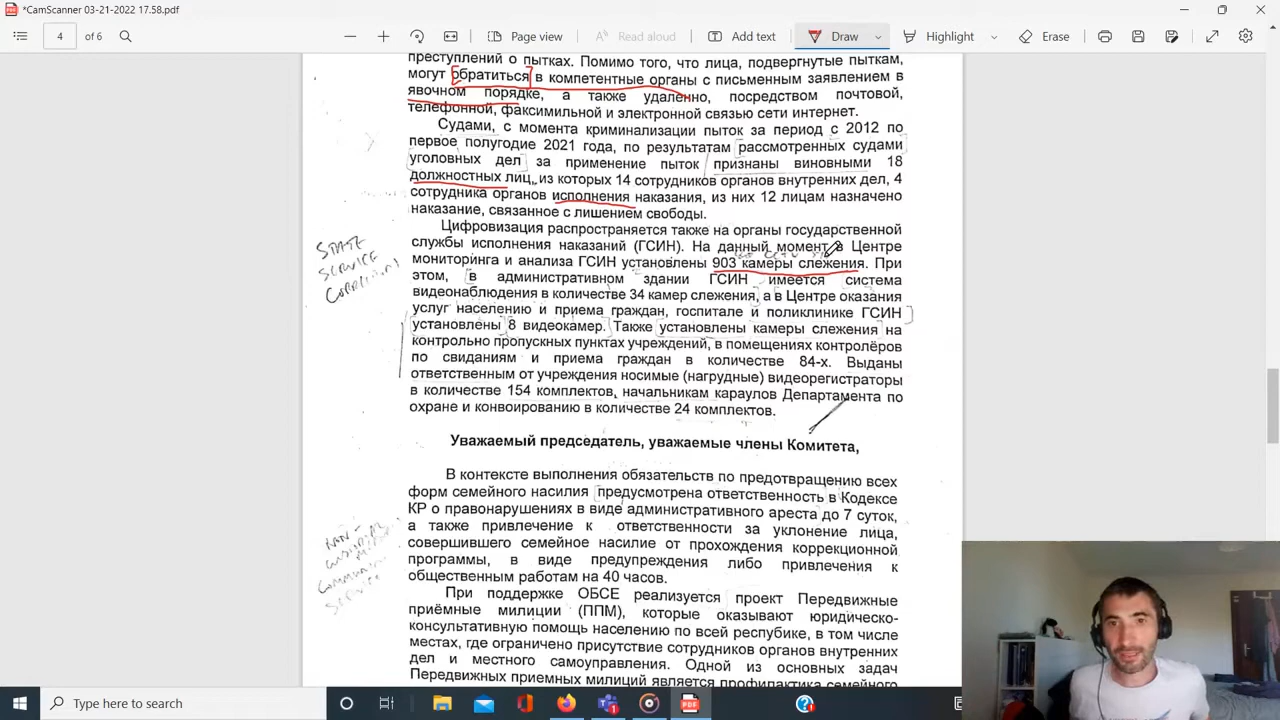 *CamScanner 03-21-2022 17.58.pdf
4 of 6
Page view
Read aloud
Add text
Draw
Highlight
Erase
преступлений о пытках. Помимо того, что лица, подвергнутые пыткам,
могут обратиться в компетентные органы с письменным заявлением в
явочном порядке, а также удаленно, посредством почтовой,
телефонной, факсимильной и электронной связью сети интернет.
Судами, с момента криминализации пыток за период с 2012 по
первое полугодие 2021 года, по результатам рассмотренных судами
уголовных дел за применение пыток признаны виновными 18
должностных лиц, из которых 14 сотрудников органов внутренних дел, 4
сотрудника органов исполнения наказания, из них 12 лицам назначено
наказание, связанное с лишением свободы.
Цифровизация распространяется также на органы государственной
службы исполнения наказаний (ГСИН). На данный момент в Центре
мониторинга и анализа ГСИН установлены 903 камеры слежения. При
этом, в административном здании ГСИН имеется система
видеонаблюдения в количестве 34 камер слежения, а в Центре оказания
услуг населению и приема граждан, госпитале и поликлинике ГСИН
установлены 8 видеокамер. Также установлены камеры слежения на
контрольно пропускных пунктах учреждений, в помещениях контролёров
по свиданиям и приема граждан в количестве 84-х. Выданы
ответственным от учреждения носимые (нагрудные) видеорегистраторы
в количестве 154 комплектов, начальникам караулов Департамента по
охране и конвоированию в количестве 24 комплектов.
STATE
SERVICE
Уважаемый председатель, уважаемые члены Комитета,
В контексте выполнения обязательств по предотвращению всех
форм семейного насилия предусмотрена ответственность в Кодексе
КР о правонарушениях в виде административного ареста до 7 суток,
а также привлечение к ответственности за уклонение лица,
совершившего семейное насилие от прохождения коррекционной
программы, в виде предупреждения либо привлечения к
общественным работам на 40 часов.
При поддержке ОБСЕ реализуется проект Передвижные
приёмные милиции (ППМ), которые оказывают юридическо-
консультативную помощь населению по всей респубике, в том числе
местах, где ограничено присутствие сотрудников органов внутренних
дел и местного самоуправления. Одной из основных задач
Передвижных приемных милиций является профилактика семейного
Type here to search